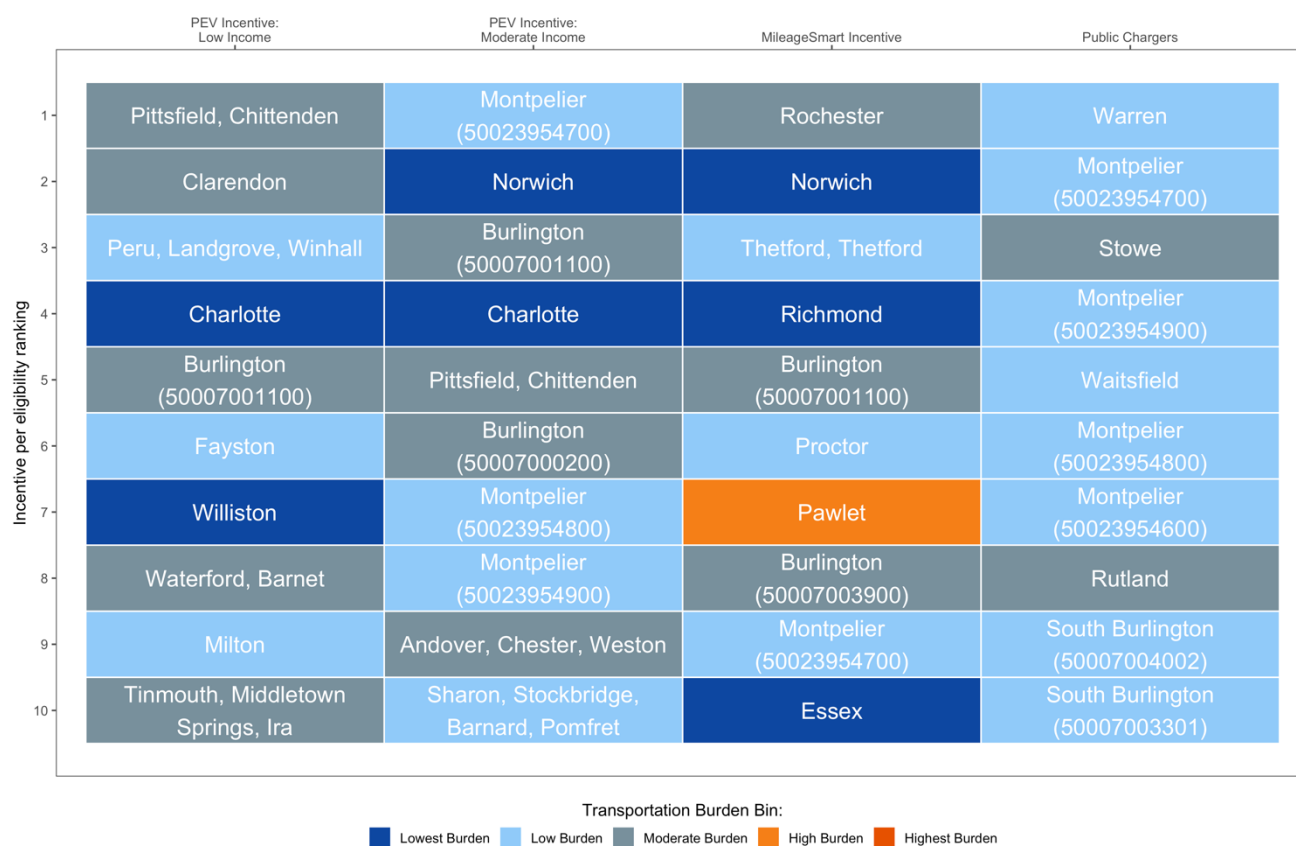 PEV Incentive:
Low Income
PEV Incentive:
Moderate Income
MileageSmart Incentive
Public Chargers
Incentive per eligibility ranking
1
Pittsfield, Chittenden
Montpelier
(50023954700)
Rochester
Warren
2
Clarendon
Norwich
Norwich
Montpelier
(50023954700)
3
Peru, Landgrove, Winhall
Burlington
(50007001100)
Thetford, Thetford
Stowe
4
Charlotte
Charlotte
Richmond
Montpelier
(50023954900)
5
Burlington
(50007001100)
Pittsfield, Chittenden
Burlington
(50007001100)
Waitsfield
6
Fayston
Burlington
(50007000200)
Proctor
Montpelier
(50023954800)
7
Williston
Montpelier
(50023954800)
Pawlet
Montpelier
(50023954600)
8
Waterford, Barnet
Montpelier
(50023954900)
Burlington
(50007003900)
Rutland
9
Milton
Andover, Chester, Weston
Montpelier
(50023954700)
South Burlington
(50007004002)
10
Tinmouth, Middletown
Springs, Ira
Sharon, Stockbridge,
Barnard, Pomfret
Essex
South Burlington
(50007003301)
Transportation Burden Bin:
Lowest Burden
Low Burden
Moderate Burden
High Burden
Highest Burden